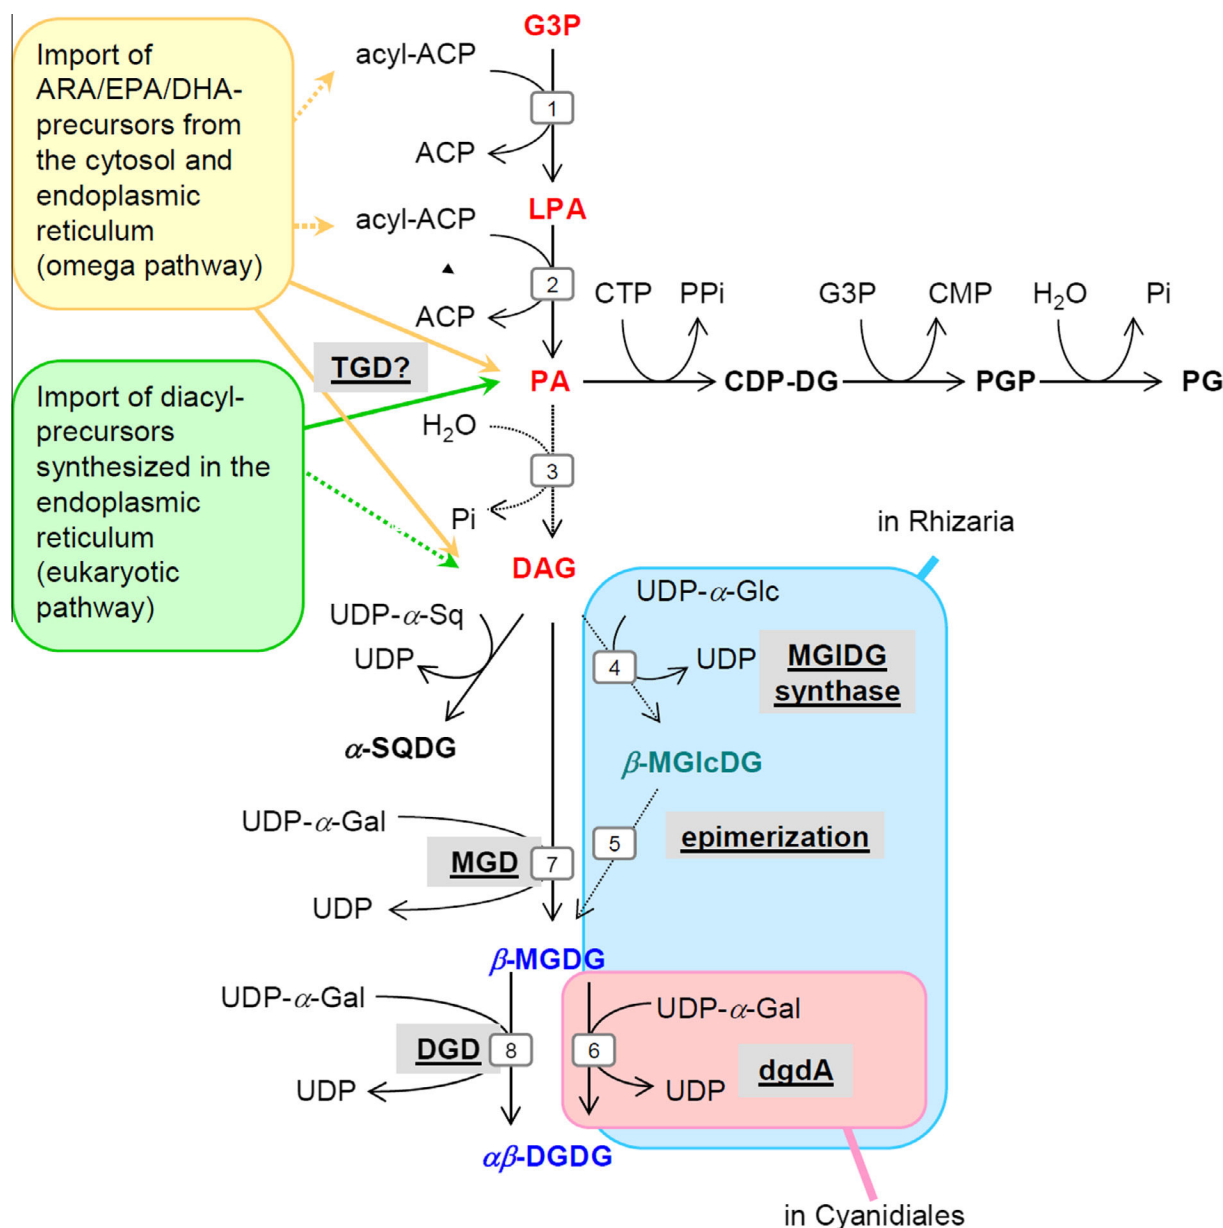 G3P
Import of
ARA/EPA/DHA-
precursors from
the cytosol and
endoplasmic
reticulum
(omega pathway)
acyl-ACP
1
ACP
LPA
acyl-ACP
2
ACP
CTP
PPi
G3P
CMP
H₂O
Pi
TGD?
PA
CDP-DG
PGP
PG
Import of diacyl-
precursors
synthesized in the
endoplasmic
reticulum
(eukaryotic
pathway)
H₂O
3
Pi
DAG
in Rhizaria
UDP-α-Sq
UDP
α-SQDG
UDP-α-Glc
4
UDP
MGlDG
synthase
β-MGlcDG
5
epimerization
UDP-α-Gal
MGD
7
UDP
β-MGDG
UDP-α-Gal
DGD
8
UDP
UDP-α-Gal
6
UDP
dgdA
αβ-DGDG
in Cyanidiales